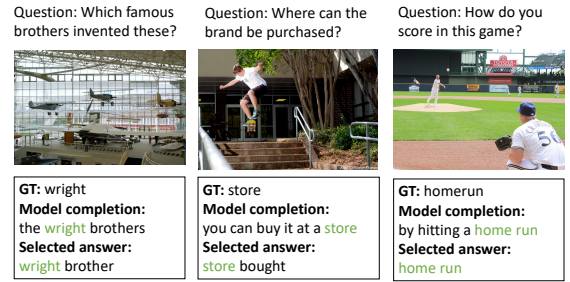 Question: Which famous
brothers invented these?
GT: wright
Model completion:
the wright brothers
Selected answer:
wright brother
Question: Where can the
brand be purchased?
GT: store
Model completion:
you can buy it at a store
Selected answer:
store bought
Question: How do you
score in this game?
56
GT: homerun
Model completion:
by hitting a home run
Selected answer:
home run